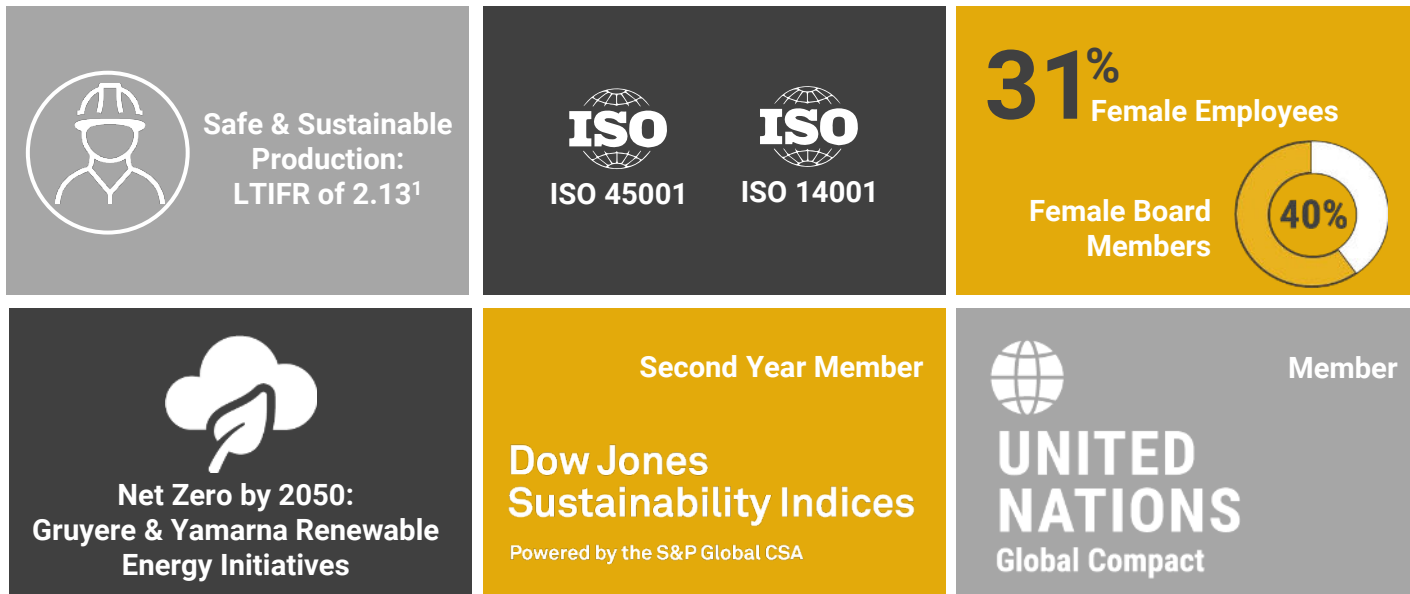 Safe & Sustainable
Production:
LTIFR of 2.13¹
ISO
ISO 45001
ISO
ISO 14001
31%
Female Employees
Female Board
Members
40%
Net Zero by 2050:
Gruyere & Yamarna Renewable
Energy Initiatives
Second Year Member
Dow Jones
Sustainability Indices
Powered by the S&P Global CSA
Member
UNITED
NATIONS
Global Compact